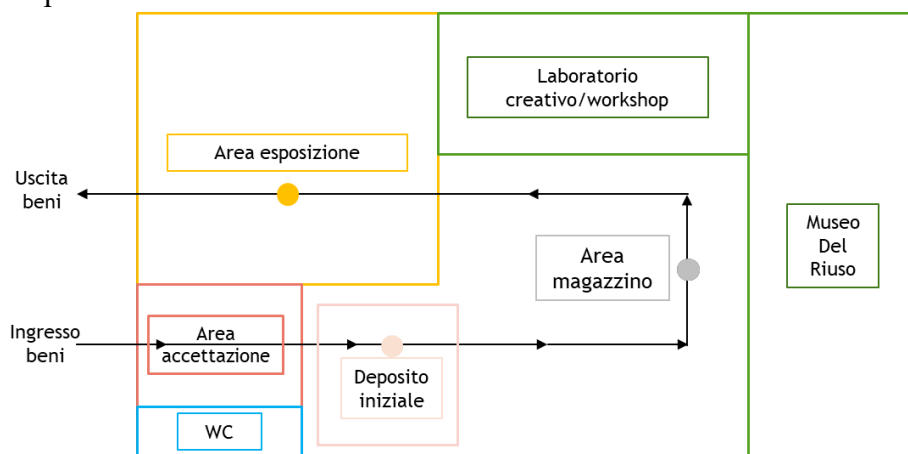 Laboratorio
creativo/workshop
Area esposizione
Uscita
beni
Museo
Del
Riuso
Area
magazzino
Ingresso
beni
Area
accettazione
Deposito
iniziale
WC